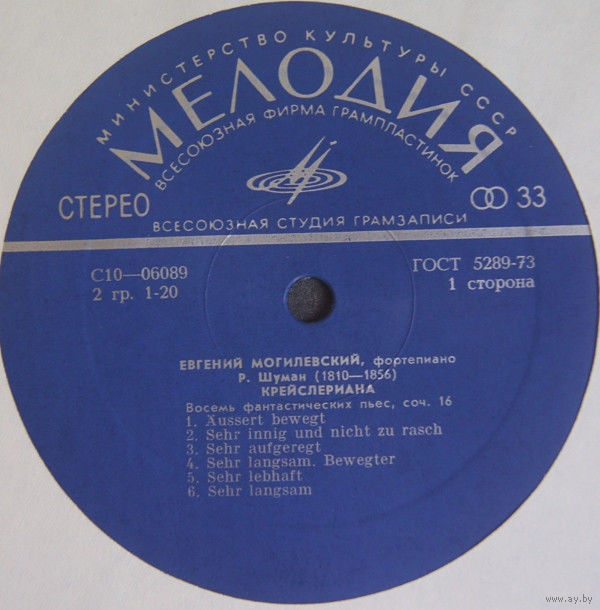 МИНИСТЕРСТВО КУЛЬТУРЫ СССР
МЕЛОДИЯ
ВСЕСОЮЗНАЯ ФИРМА ГРАМПЛАСТИНОК
СТЕРЕО
33
ВСЕСОЮЗНАЯ СТУДИЯ ГРАМЗАПИСИ
С10—06089
2 гр. 1-20
ГОСТ 5289-73
1 сторона
ЕВГЕНИЙ МОГИЛЕВСКИЙ, фортепиано
Р. Шуман (1810—1856)
КРЕЙСЛЕРИАНА
Восемь фантастических пьес, соч. 16
1. Äussert bewegt
2. Sehr innig und nicht zu rasch
3. Sehr aufgeregt
4. Sehr langsam. Bewegter
5. Sehr lebhaft
6. Sehr langsam
www.ay.by